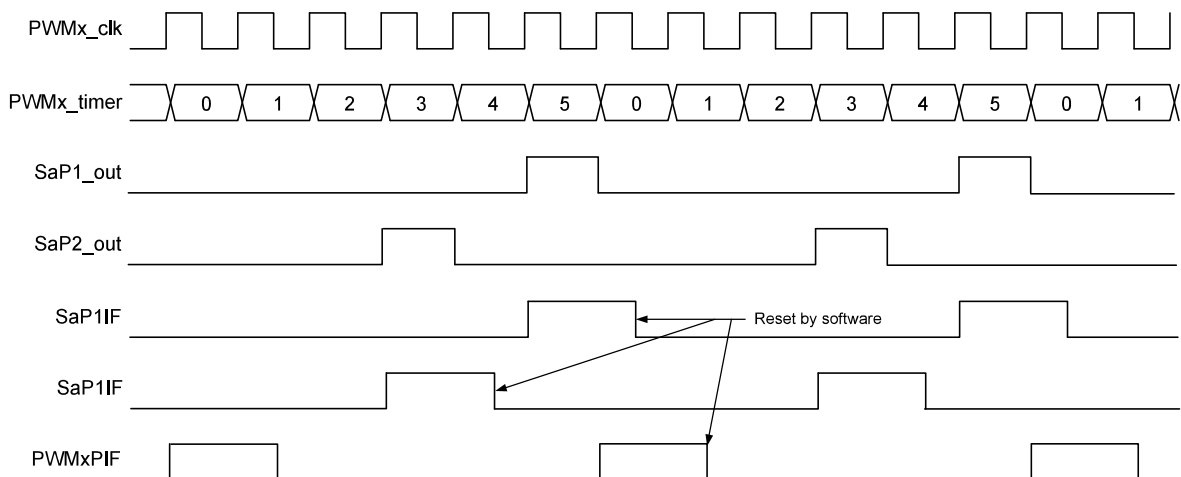 PWMx_clk
PWMx_timer 0 1 2 3 4 5 0 1 2 3 4 5 0 1
SaP1_out
SaP2_out
SaP1IF
Reset by software
SaP1IF
PWMxPIF